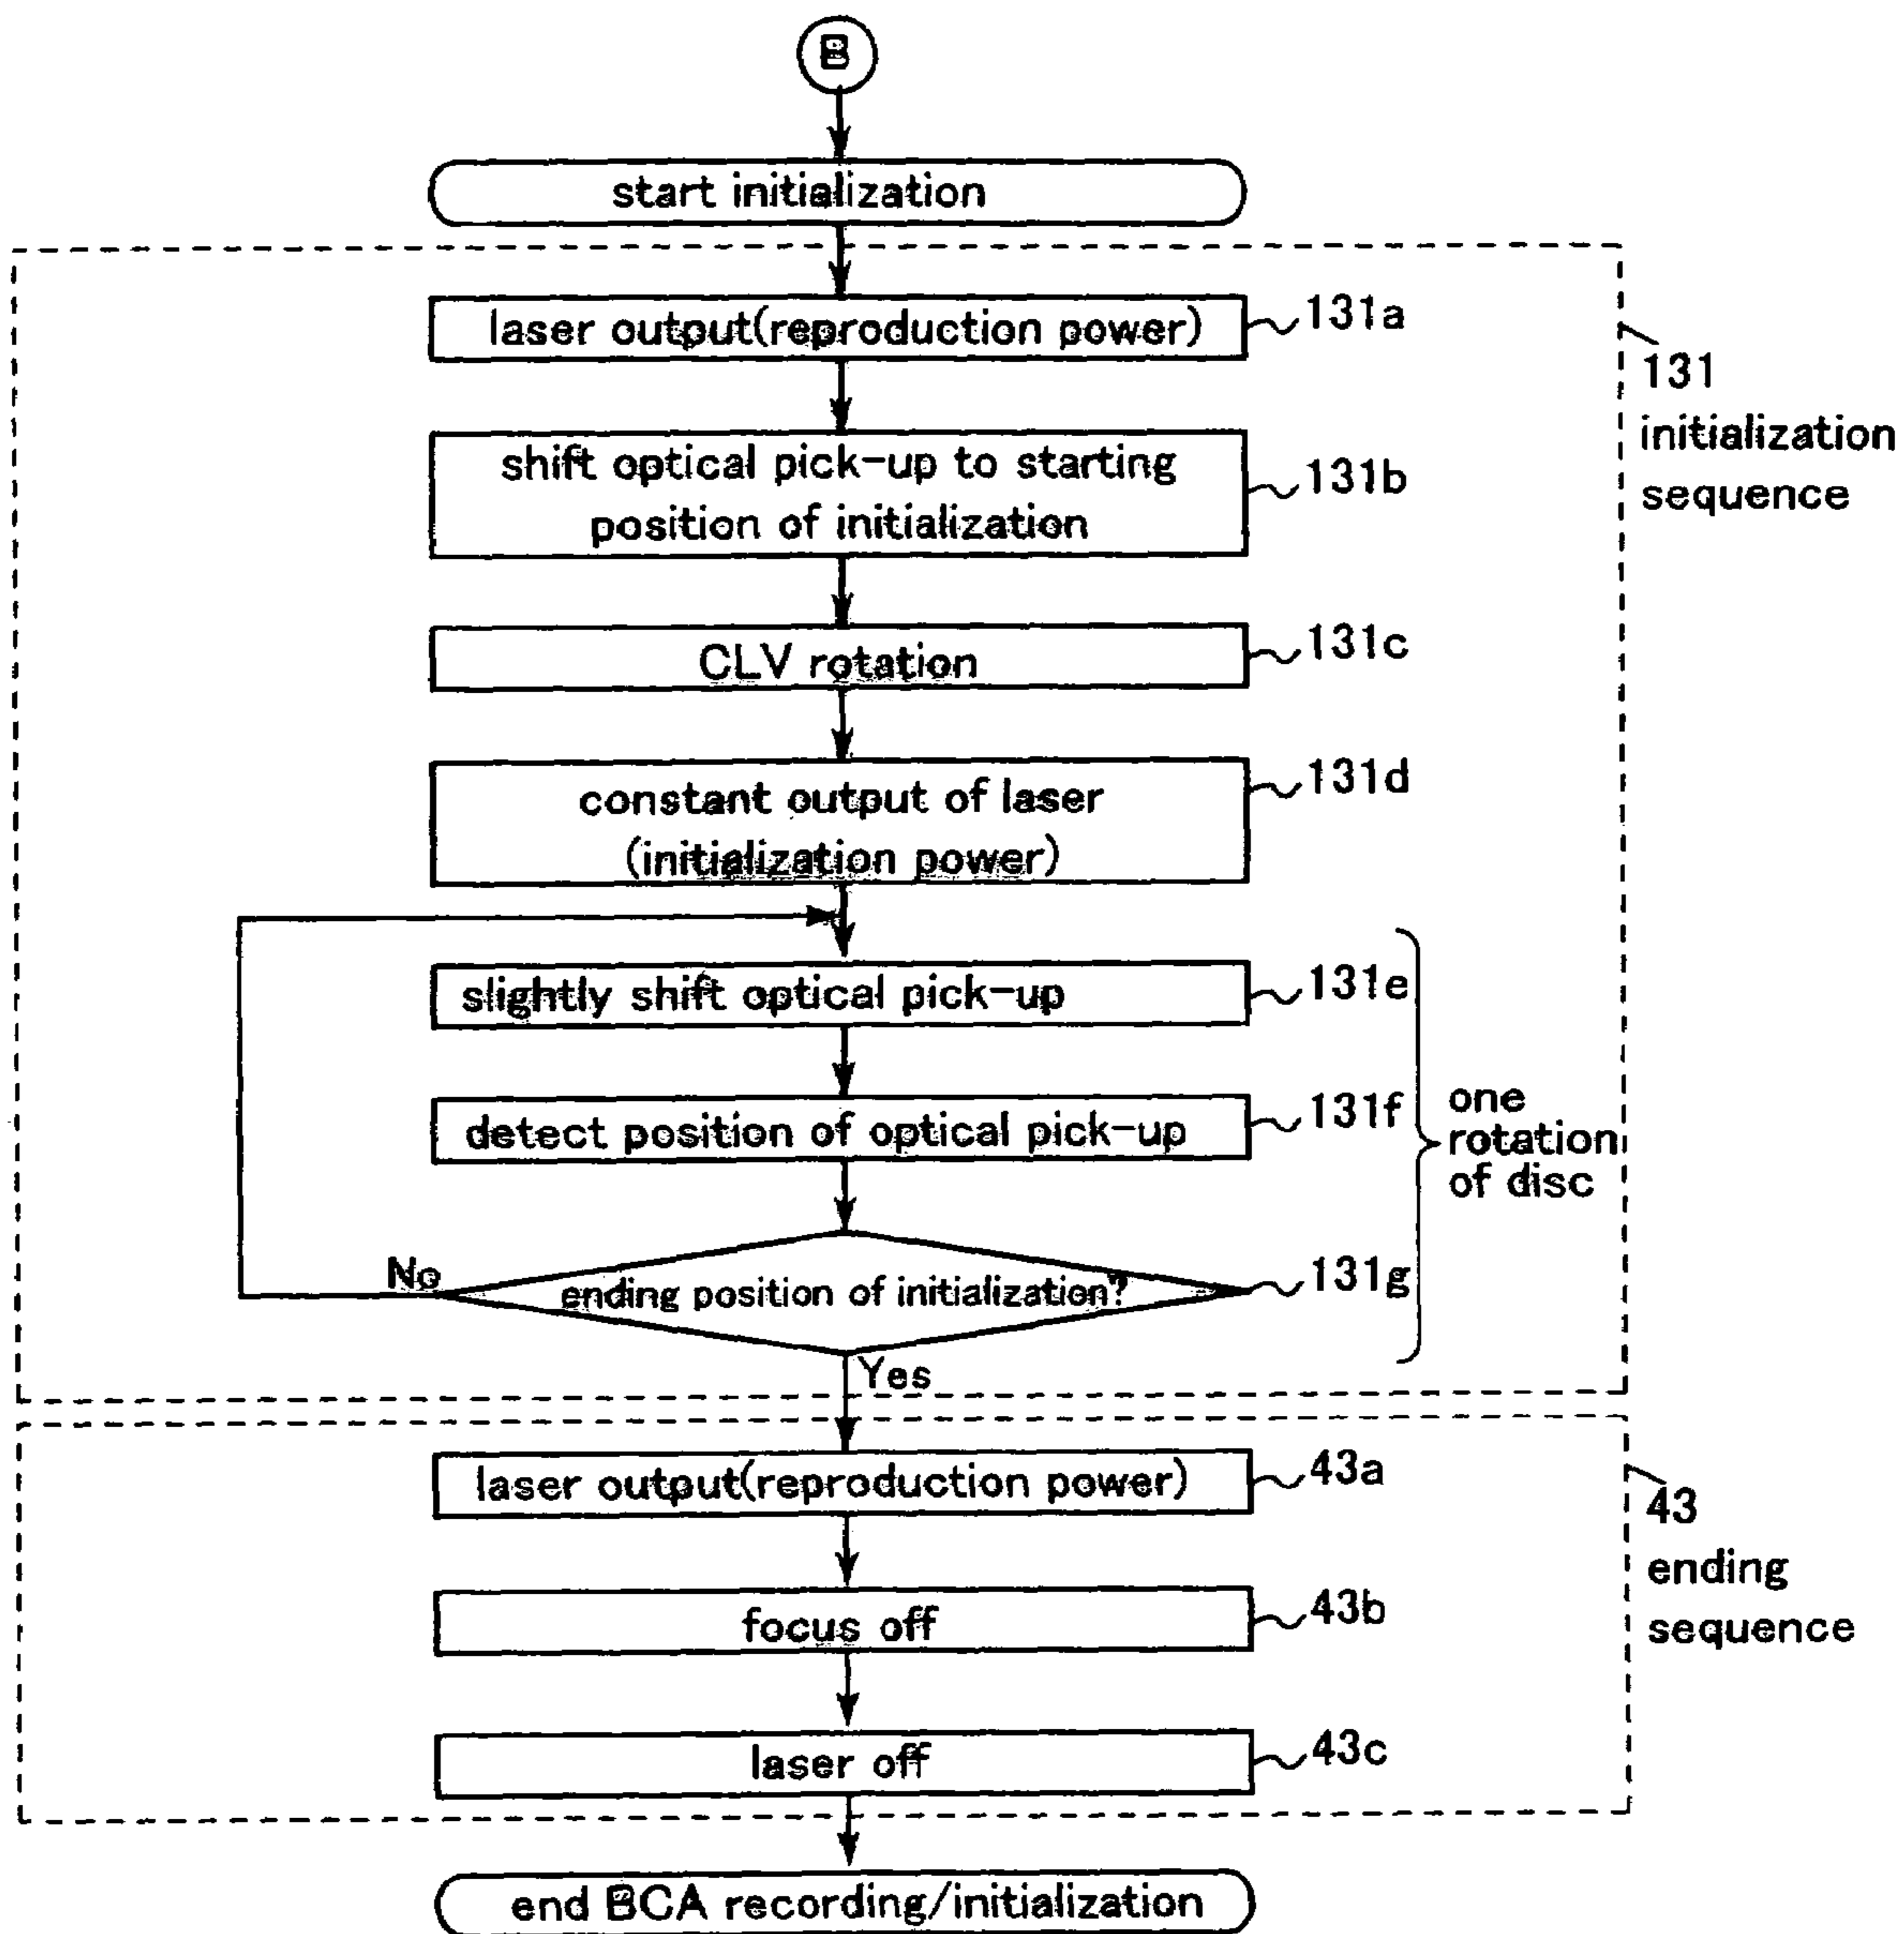 B
start initialization
laser output(reproduction power)
131a
131
initialization
sequence
shift optical pick-up to starting
position of initialization
131b
CLV rotation
131c
constant output of laser
(initialization power)
131d
slightly shift optical pick-up
131e
detect position of optical pick-up
131f
one
rotation
of disc
No
ending position of initialization?
131g
Yes
laser output(reproduction power)
43a
43
ending
sequence
focus off
43b
laser off
43c
end BCA recording/initialization